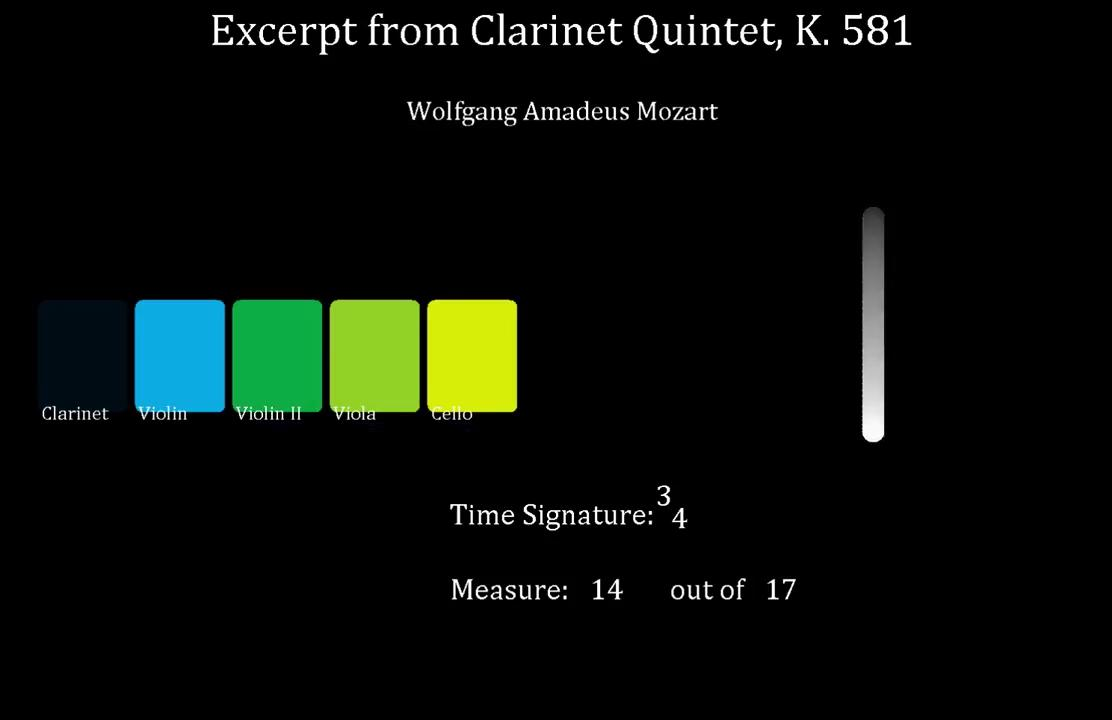 Excerpt from Clarinet Quintet, K. 581
Wolfgang Amadeus Mozart
Clarinet Violin Violin II Viola Cello
Time Signature: 3 4
Measure: 14 out of 17